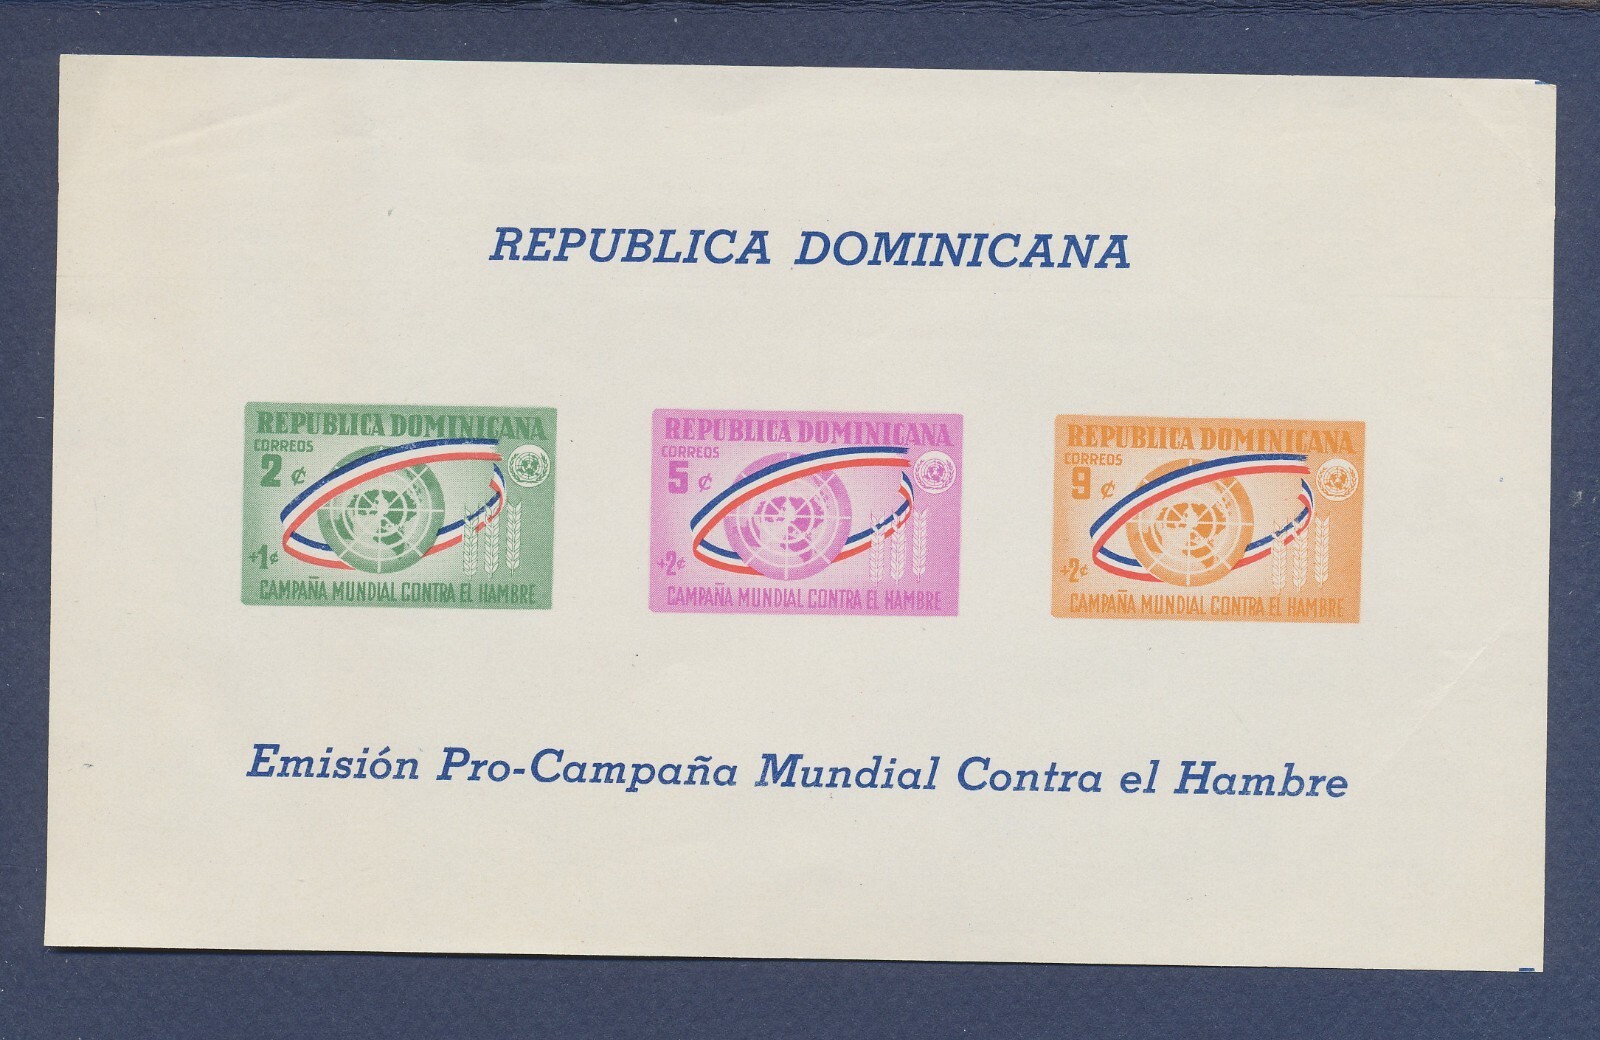 REPUBLICA DOMINICANA
REPUBLICA DOMINICANA
CORREOS
2 ¢
+1¢
CAMPAÑA MUNDIAL CONTRA EL HAMBRE
REPUBLICA DOMINICANA
CORREOS
5 ¢
+2¢
CAMPAÑA MUNDIAL CONTRA EL HAMBRE
REPUBLICA DOMINICANA
CORREOS
9 ¢
+2¢
CAMPAÑA MUNDIAL CONTRA EL HAMBRE
Emisión Pro-Campaña Mundial Contra el Hambre